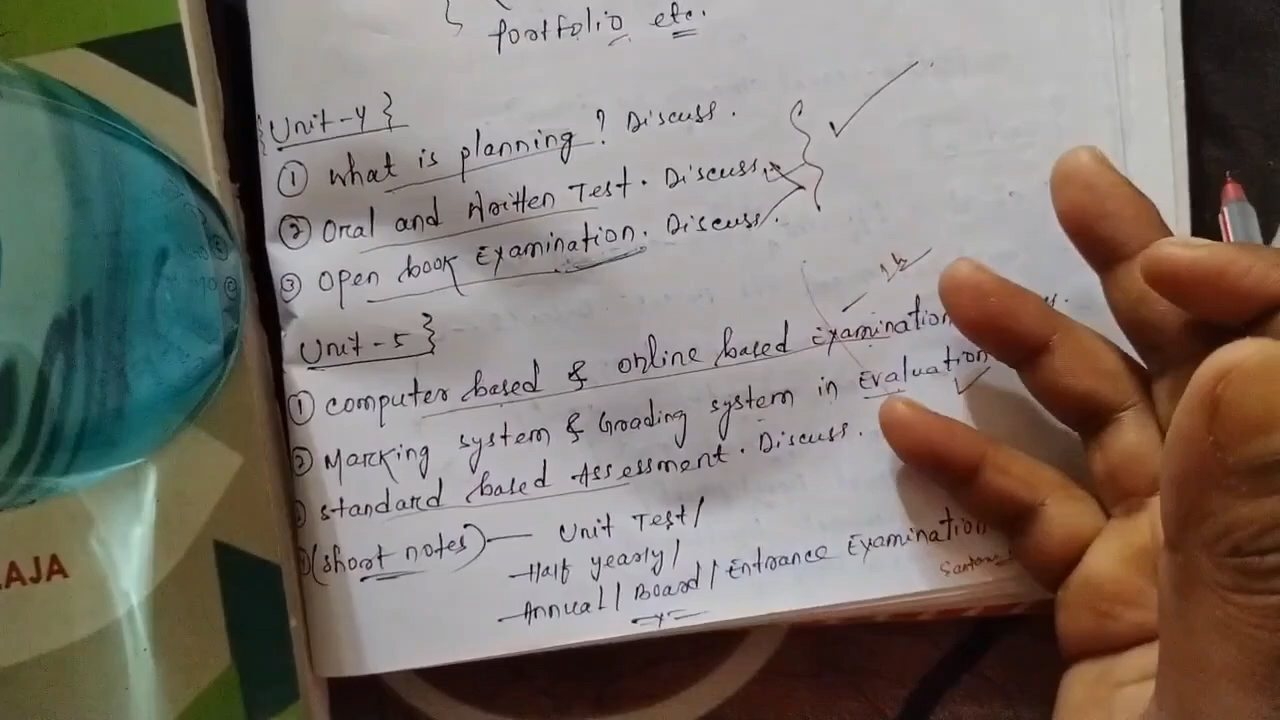 portfolio etc.
{Unit-4}
① What is planning? Discuss.
② Oral and Written Test. Discuss.
③ Open book Examination. Discuss.
Unit-5}
① Computer based & online based Examination
② Marking system & Grading system in Evaluation
standard based Assessment. Discuss.
(short notes) — Unit Test/
Half yearly/
Annual/Board/Entrance Examination
AJA